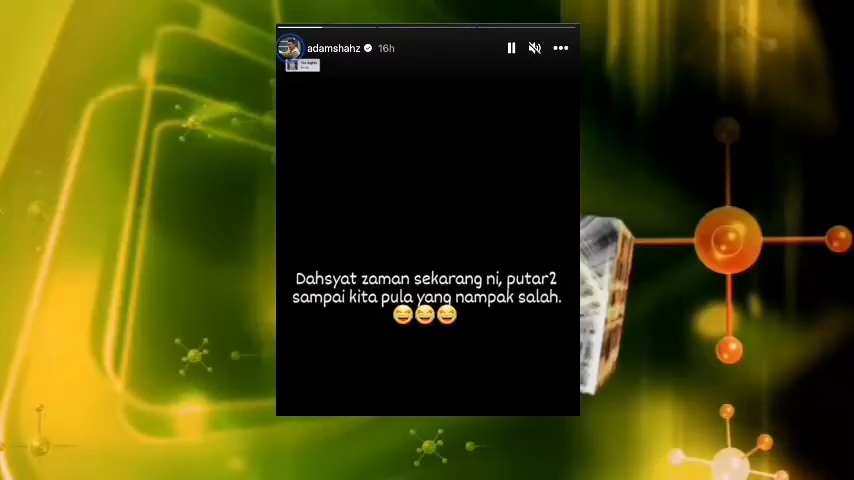 adamshahz 16h
Dahsyat zaman sekarang ni, putar2
sampai kita pula yang nampak salah.
😆😆😆